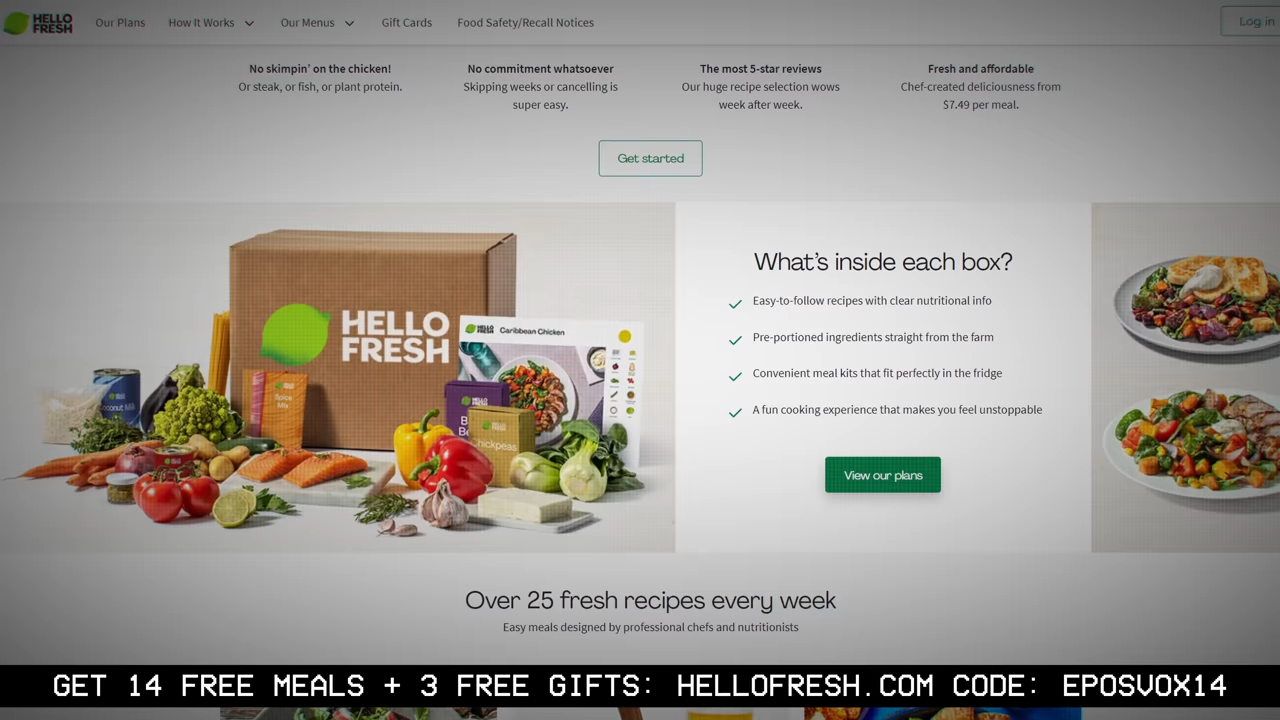 HELLO
FRESH
Our Plans
How It Works
Our Menus
Gift Cards
Food Safety/Recall Notices
Log in
No skimpin' on the chicken!
Or steak, or fish, or plant protein.
No commitment whatsoever
Skipping weeks or cancelling is
super easy.
The most 5-star reviews
Our huge recipe selection wows
week after week.
Fresh and affordable
Chef-created deliciousness from
$7.49 per meal.
Get started
HELLO
FRESH
HELLO
FRESH
Caribbean Chicken
Spice
Mix
Chickpeas
What's inside each box?
Easy-to-follow recipes with clear nutritional info
Pre-portioned ingredients straight from the farm
Convenient meal kits that fit perfectly in the fridge
A fun cooking experience that makes you feel unstoppable
View our plans
Over 25 fresh recipes every week
Easy meals designed by professional chefs and nutritionists
GET 14 FREE MEALS + 3 FREE GIFTS: HELLOFRESH.COM CODE: EPOSVOX14